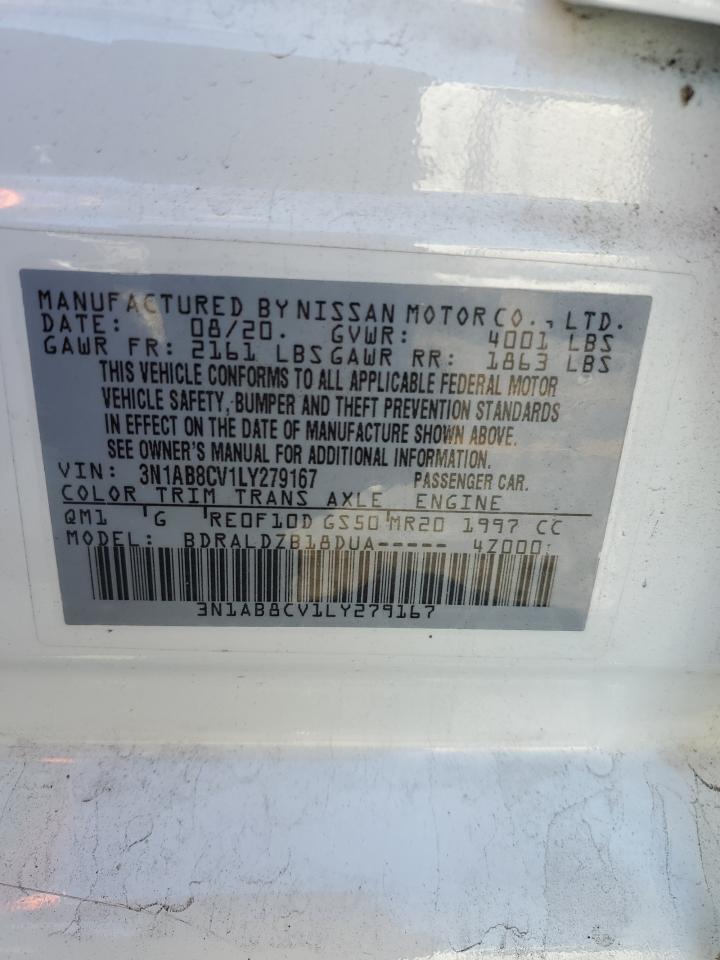 MANUFACTURED BY NISSAN MOTOR CO., LTD.
DATE: 08/20. GVWR: 4001 LBS
GAWR FR: 2161 LBS GAWR RR: 1863 LBS
THIS VEHICLE CONFORMS TO ALL APPLICABLE FEDERAL MOTOR
VEHICLE SAFETY, BUMPER AND THEFT PREVENTION STANDARDS
IN EFFECT ON THE DATE OF MANUFACTURE SHOWN ABOVE.
SEE OWNER'S MANUAL FOR ADDITIONAL INFORMATION.
VIN: 3N1AB8CV1LY279167 PASSENGER CAR.
COLOR TRIM TRANS AXLE ENGINE
QM1 G RE0F10D GS50 MR20 1997 CC
MODEL: BDRALDZB18DUA----- 4Z000:
3N1AB8CV1LY279167